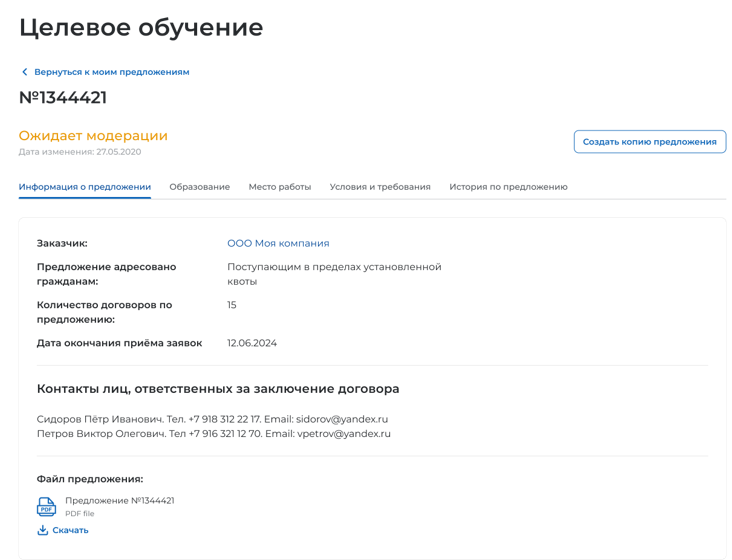 Целевое обучение
Вернуться к моим предложениям
№1344421
Ожидает модерации
Дата изменения: 27.05.2020
Создать копию предложения
Информация о предложении Образование Место работы Условия и требования История по предложению
Заказчик: ООО Моя компания
Предложение адресовано Поступающим в пределах установленной
гражданам: квоты
Количество договоров по 15
предложению:
Дата окончания приёма заявок 12.06.2024
Контакты лиц, ответственных за заключение договора
Сидоров Пётр Иванович. Тел. +7 918 312 22 17. Email: sidorov@yandex.ru
Петров Виктор Олегович. Тел +7 916 321 12 70. Email: vpetrov@yandex.ru
Файл предложения:
Предложение №1344421
PDF
PDF file
Скачать